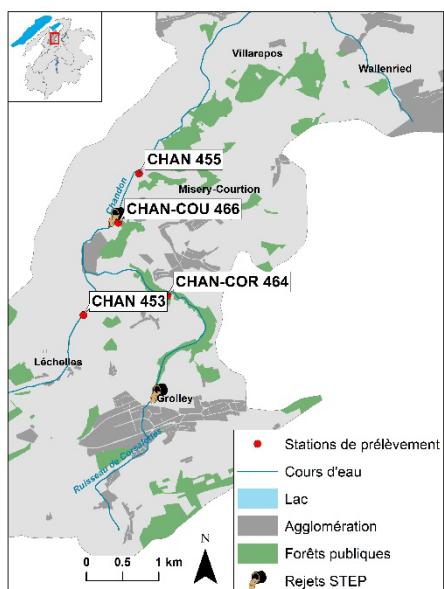 Villarepos
Wallenried
CHAN 455
Misery-Courtion
Chandon
CHAN-COU 466
CHAN-COR 464
CHAN 453
Léchelles
Grolley
Ruisseau de Corsalettes
Stations de prélèvement
Cours d'eau
Lac
Agglomération
Forêts publiques
Rejets STEP
N
0 0.5 1 km